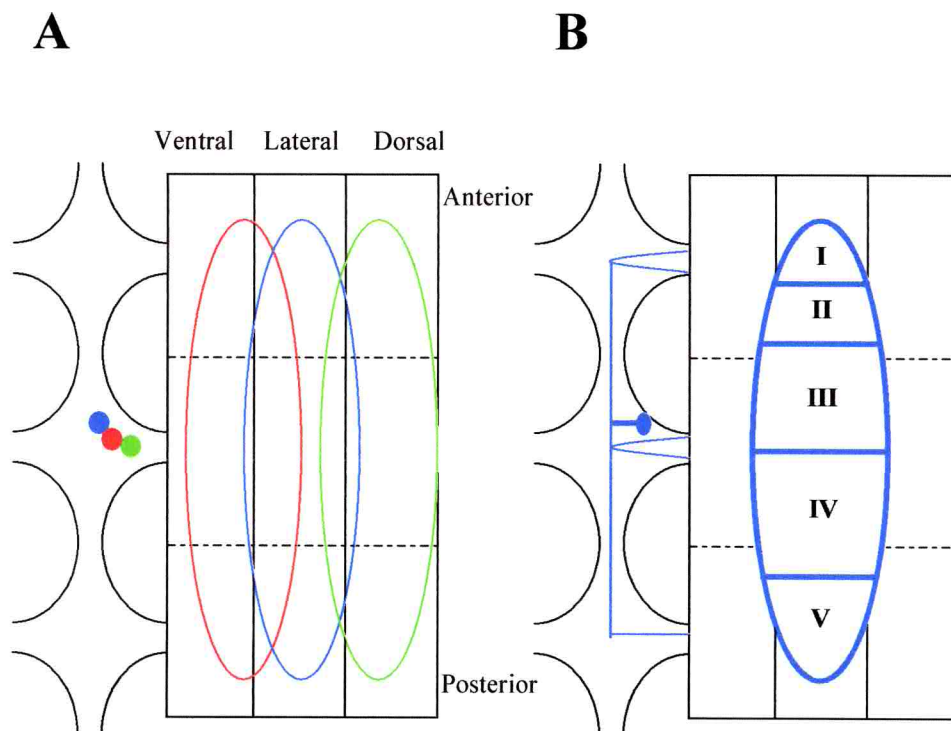 A
B
Ventral Lateral Dorsal
Anterior
I
II
III
IV
V
Posterior